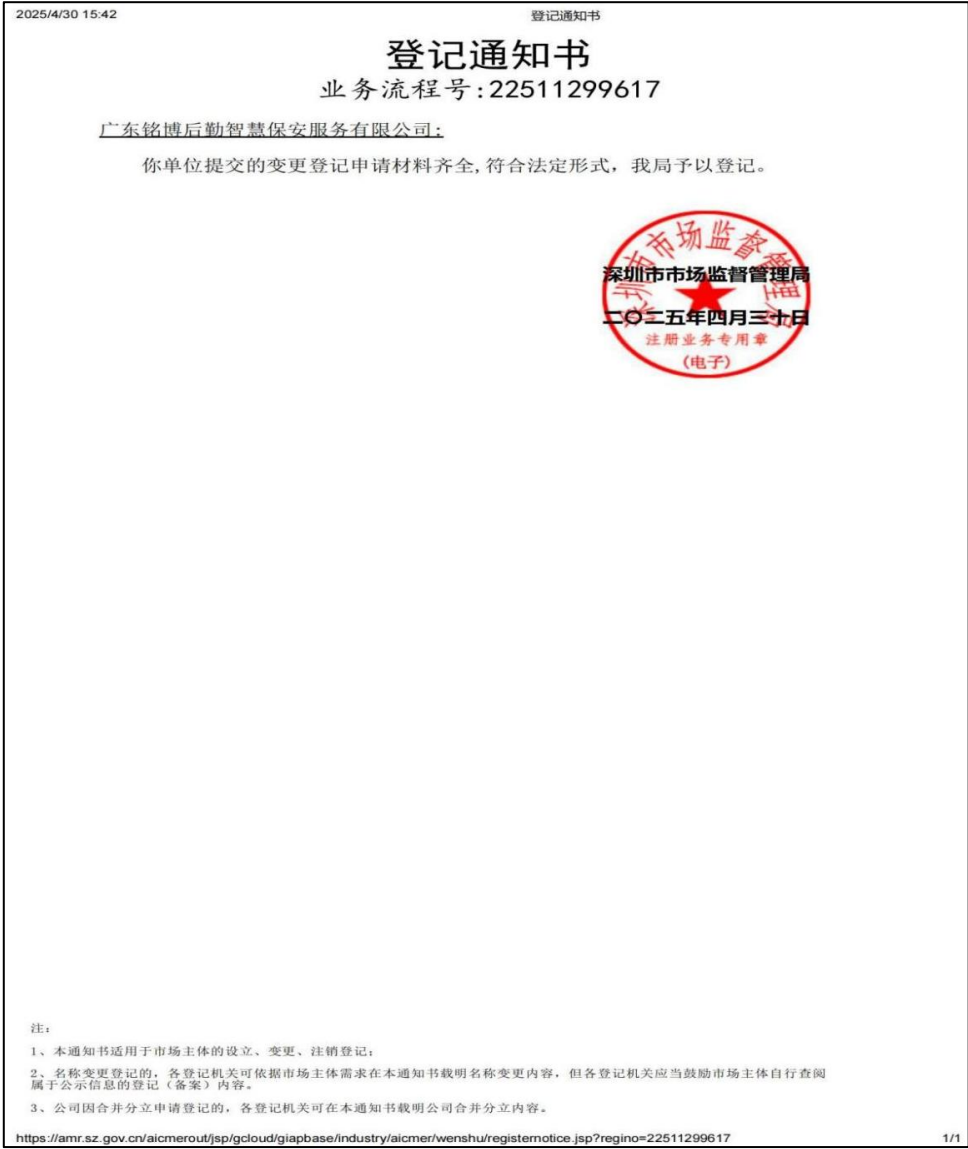 2025/4/30 15:42
登记通知书
登记通知书
业务流程号:22511299617
广东铭博后勤智慧保安服务有限公司:
你单位提交的变更登记申请材料齐全,符合法定形式，我局予以登记。
深圳市市场监督管理局
深圳市市场监督管理局
二〇二五年四月三十日
注册业务专用章
(电子)
注：
1、本通知书适用于市场主体的设立、变更、注销登记；
2、名称变更登记的，各登记机关可依据市场主体需求在本通知书载明名称变更内容，但各登记机关应当鼓励市场主体自行查阅
属于公示信息的登记（备案）内容。
3、公司因合并分立申请登记的，各登记机关可在本通知书载明公司合并分立内容。
https://amr.sz.gov.cn/aicmerout/jsp/gcloud/giapbase/industry/aicmer/wenshu/registernotice.jsp?regino=22511299617
1/1